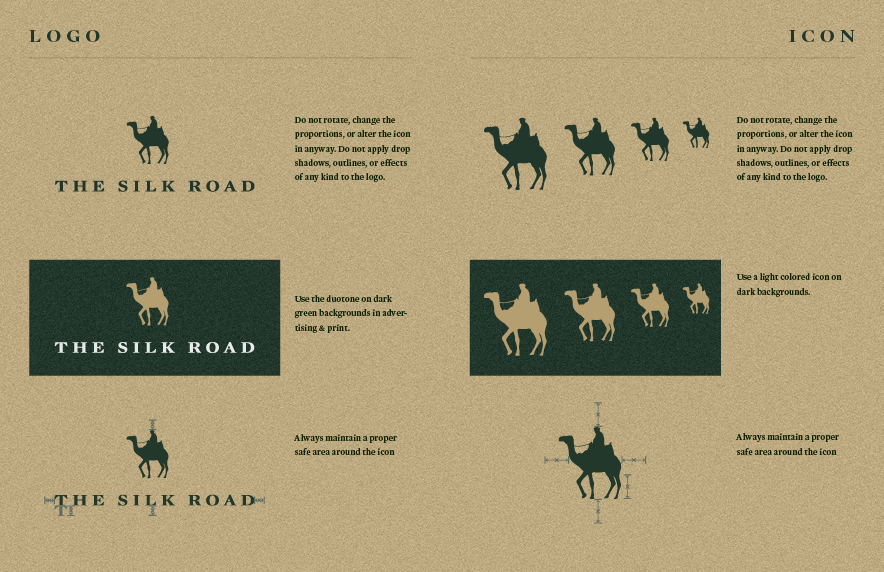 LOGO
THE SILK ROAD
Do not rotate, change the
proportions, or alter the icon
in anyway. Do not apply drop
shadows, outlines, or effects
of any kind to the logo.
THE SILK ROAD
Use the duotone on dark
green backgrounds in adver-
tising & print.
THE SILK ROAD
Always maintain a proper
safe area around the icon
ICON
Do not rotate, change the
proportions, or alter the icon
in anyway. Do not apply drop
shadows, outlines, or effects
of any kind to the logo.
Use a light colored icon on
dark backgrounds.
Always maintain a proper
safe area around the icon